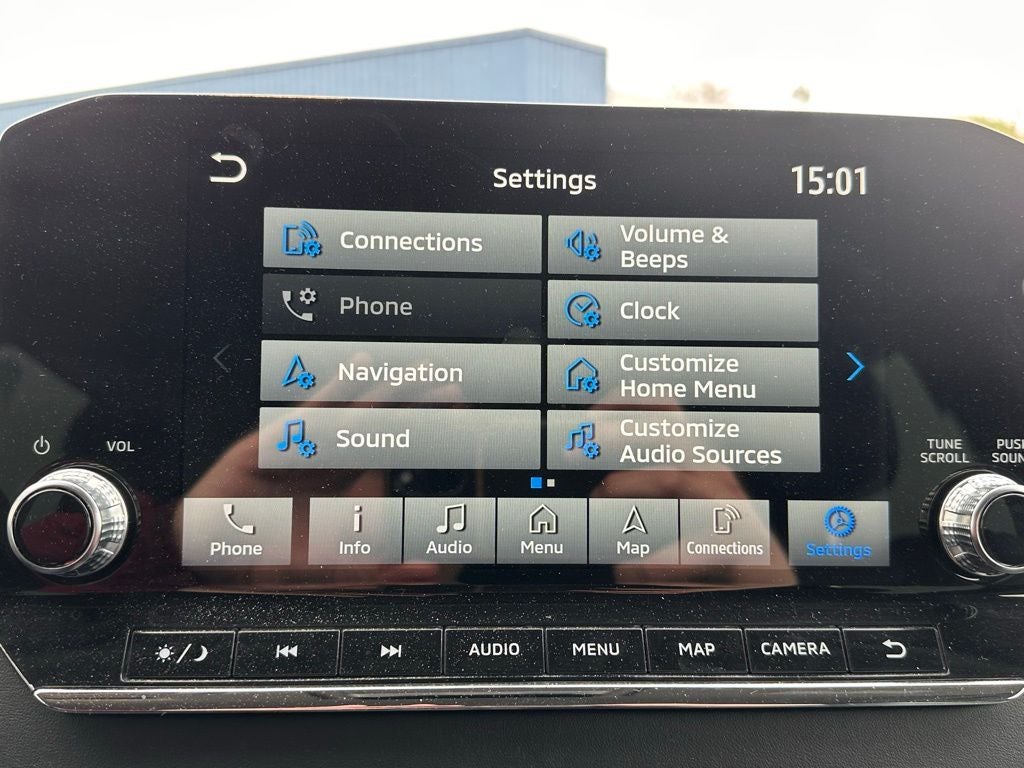 Settings
15:01
Connections
Volume &
Beeps
Phone
Clock
Navigation
Customize
Home Menu
Sound
Customize
Audio Sources
VOL
TUNE
SCROLL
Phone
Info
Audio
Menu
Map
Connections
Settings
AUDIO
MENU
MAP
CAMERA